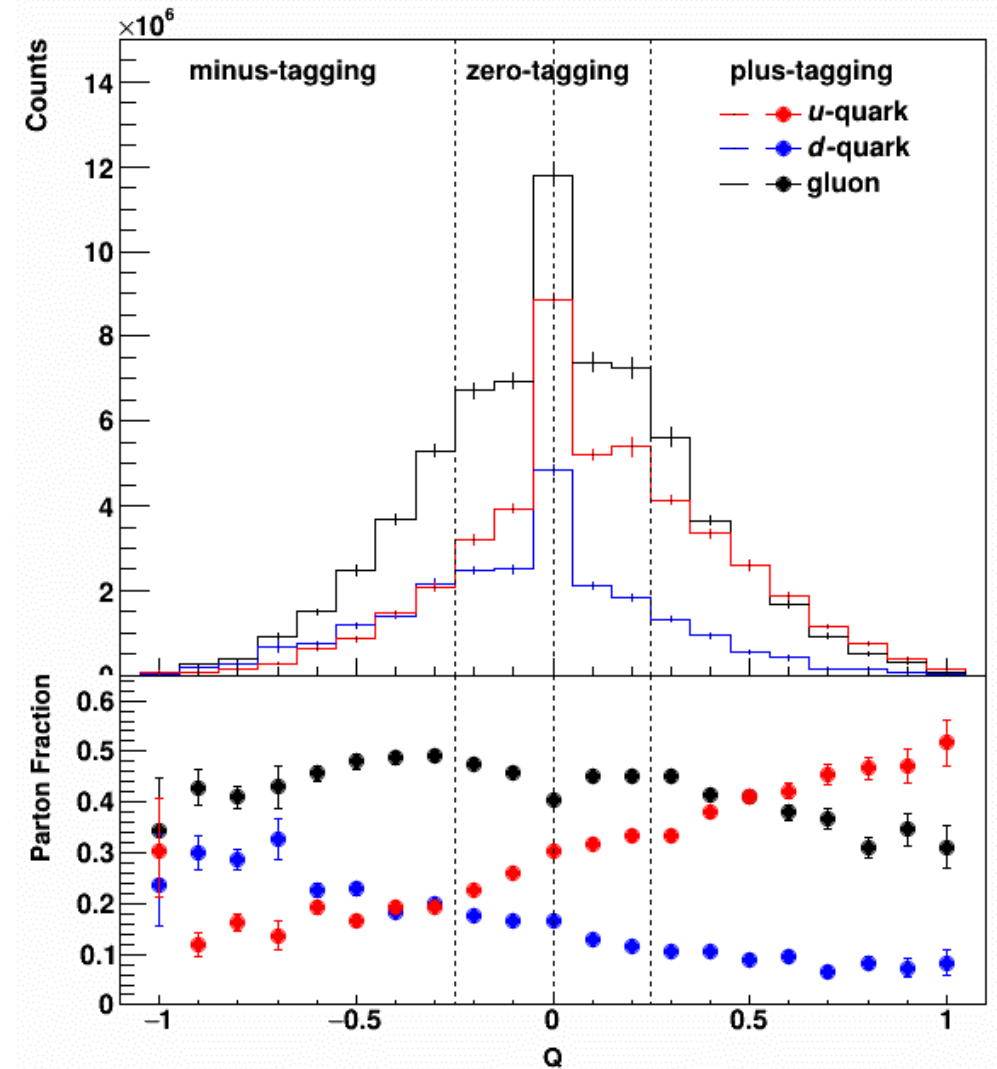 ×10⁶
Counts
minus-tagging zero-tagging plus-tagging
u-quark
d-quark
gluon
14
12
10
8
6
4
2
0
Parton Fraction
0.6
0.5
0.4
0.3
0.2
0.1
0
−1 −0.5 0 0.5 1
Q